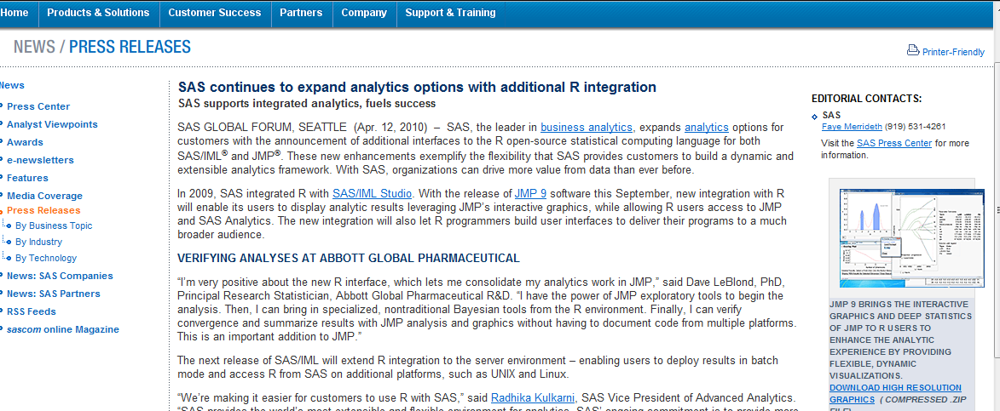 Home Products & Solutions Customer Success Partners Company Support & Training
NEWS / PRESS RELEASES
Printer-Friendly
News
Press Center
Analyst Viewpoints
Awards
e-newsletters
Features
Media Coverage
Press Releases
By Business Topic
By Industry
By Technology
News: SAS Companies
News: SAS Partners
RSS Feeds
sascom online Magazine
SAS continues to expand analytics options with additional R integration
SAS supports integrated analytics, fuels success
SAS GLOBAL FORUM, SEATTLE (Apr. 12, 2010) – SAS, the leader in business analytics, expands analytics options for
customers with the announcement of additional interfaces to the R open-source statistical computing language for both
SAS/IML® and JMP®. These new enhancements exemplify the flexibility that SAS provides customers to build a dynamic and
extensible analytics framework. With SAS, organizations can drive more value from data than ever before.
In 2009, SAS integrated R with SAS/IML Studio. With the release of JMP 9 software this September, new integration with R
will enable its users to display analytic results leveraging JMP's interactive graphics, while allowing R users access to JMP
and SAS Analytics. The new integration will also let R programmers build user interfaces to deliver their programs to a much
broader audience.
VERIFYING ANALYSES AT ABBOTT GLOBAL PHARMACEUTICAL
“I'm very positive about the new R interface, which lets me consolidate my analytics work in JMP,” said Dave LeBlond, PhD,
Principal Research Statistician, Abbott Global Pharmaceutical R&D. “I have the power of JMP exploratory tools to begin the
analysis. Then, I can bring in specialized, nontraditional Bayesian tools from the R environment. Finally, I can verify
convergence and summarize results with JMP analysis and graphics without having to document code from multiple platforms.
This is an important addition to JMP.”
The next release of SAS/IML will extend R integration to the server environment – enabling users to deploy results in batch
mode and access R from SAS on additional platforms, such as UNIX and Linux.
“We're making it easier for customers to use R with SAS,” said Radhika Kulkarni, SAS Vice President of Advanced Analytics.
“SAS provides the world's most extensible and flexible environment for analytics. SAS' ongoing commitment is to provide more
EDITORIAL CONTACTS:
SAS
Faye Merrideth (919) 531-4261
Visit the SAS Press Center for more
information.
JMP 9 BRINGS THE INTERACTIVE
GRAPHICS AND DEEP STATISTICS
OF JMP TO R USERS TO
ENHANCE THE ANALYTIC
EXPERIENCE BY PROVIDING
FLEXIBLE, DYNAMIC
VISUALIZATIONS.
DOWNLOAD HIGH RESOLUTION
GRAPHICS ( COMPRESSED .ZIP
FILE)